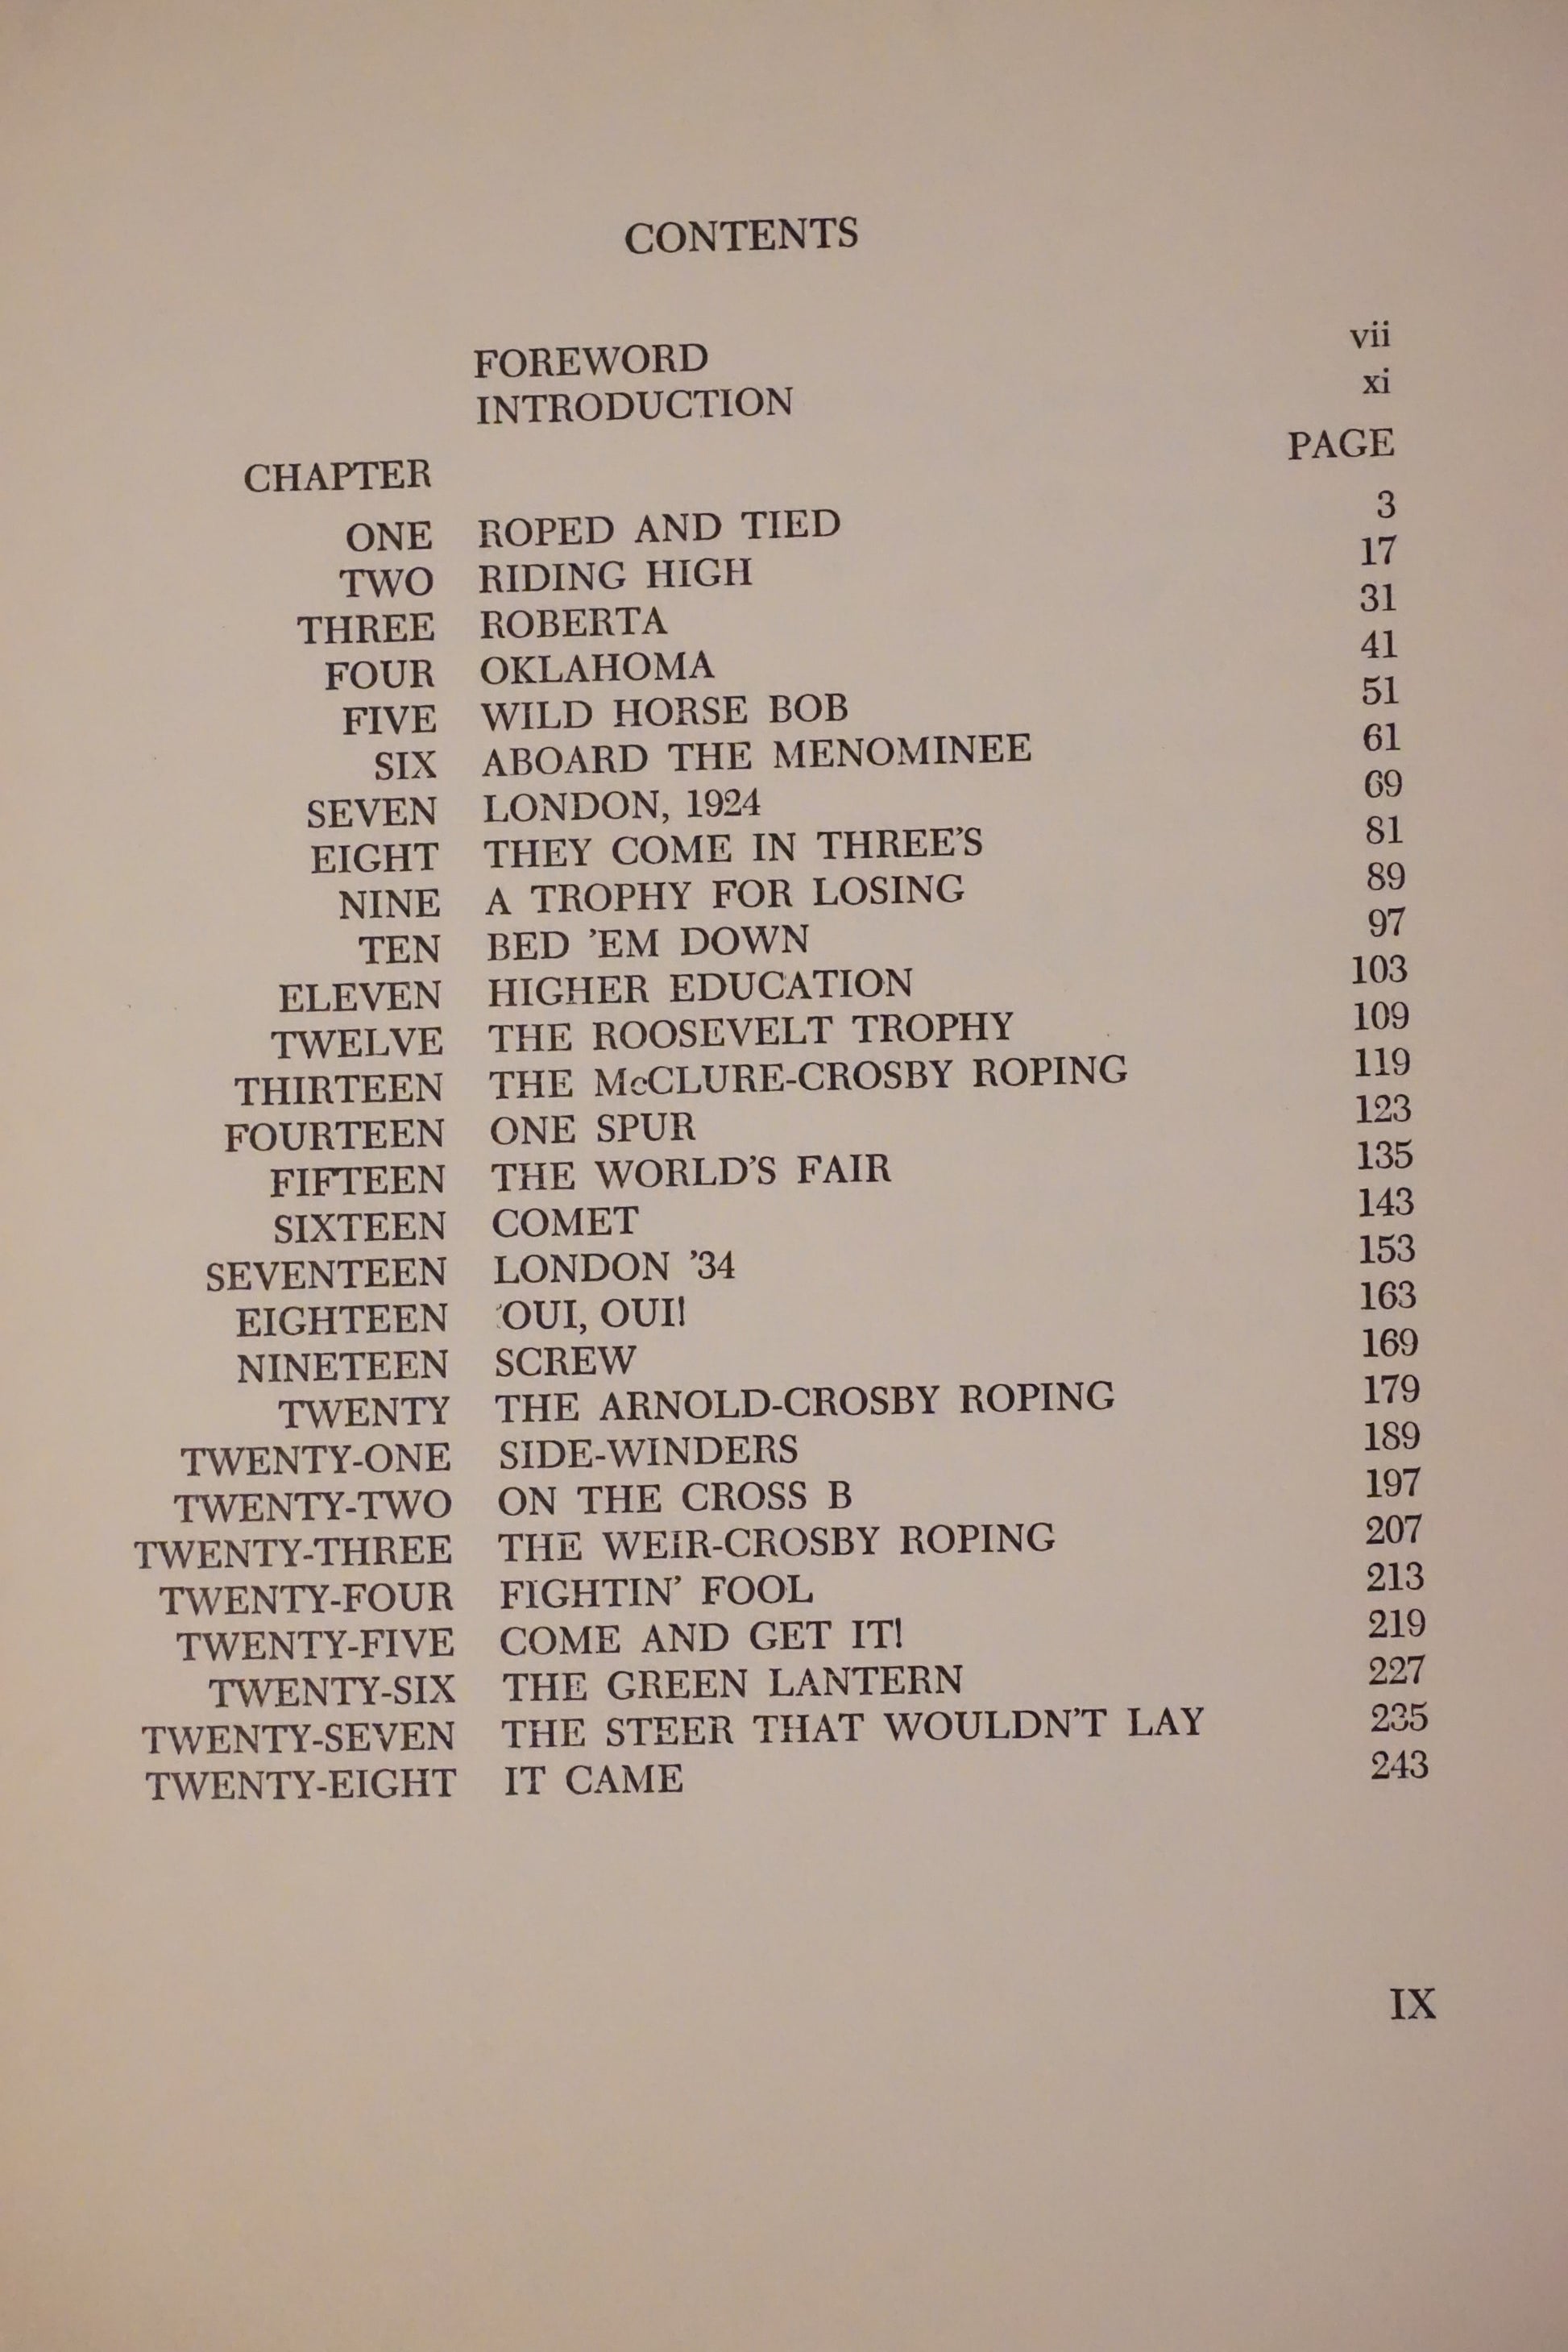 CONTENTS
FOREWORD vii
INTRODUCTION xi
CHAPTER PAGE
ONE ROPED AND TIED 3
TWO RIDING HIGH 17
THREE ROBERTA 31
FOUR OKLAHOMA 41
FIVE WILD HORSE BOB 51
SIX ABOARD THE MENOMINEE 61
SEVEN LONDON, 1924 69
EIGHT THEY COME IN THREE'S 81
NINE A TROPHY FOR LOSING 89
TEN BED 'EM DOWN 97
ELEVEN HIGHER EDUCATION 103
TWELVE THE ROOSEVELT TROPHY 109
THIRTEEN THE McCLURE-CROSBY ROPING 119
FOURTEEN ONE SPUR 123
FIFTEEN THE WORLD'S FAIR 135
SIXTEEN COMET 143
SEVENTEEN LONDON '34 153
EIGHTEEN 'OUI, OUI! 163
NINETEEN SCREW 169
TWENTY THE ARNOLD-CROSBY ROPING 179
TWENTY-ONE SIDE-WINDERS 189
TWENTY-TWO ON THE CROSS B 197
TWENTY-THREE THE WEIR-CROSBY ROPING 207
TWENTY-FOUR FIGHTIN' FOOL 213
TWENTY-FIVE COME AND GET IT! 219
TWENTY-SIX THE GREEN LANTERN 227
TWENTY-SEVEN THE STEER THAT WOULDN'T LAY 235
TWENTY-EIGHT IT CAME 243
IX